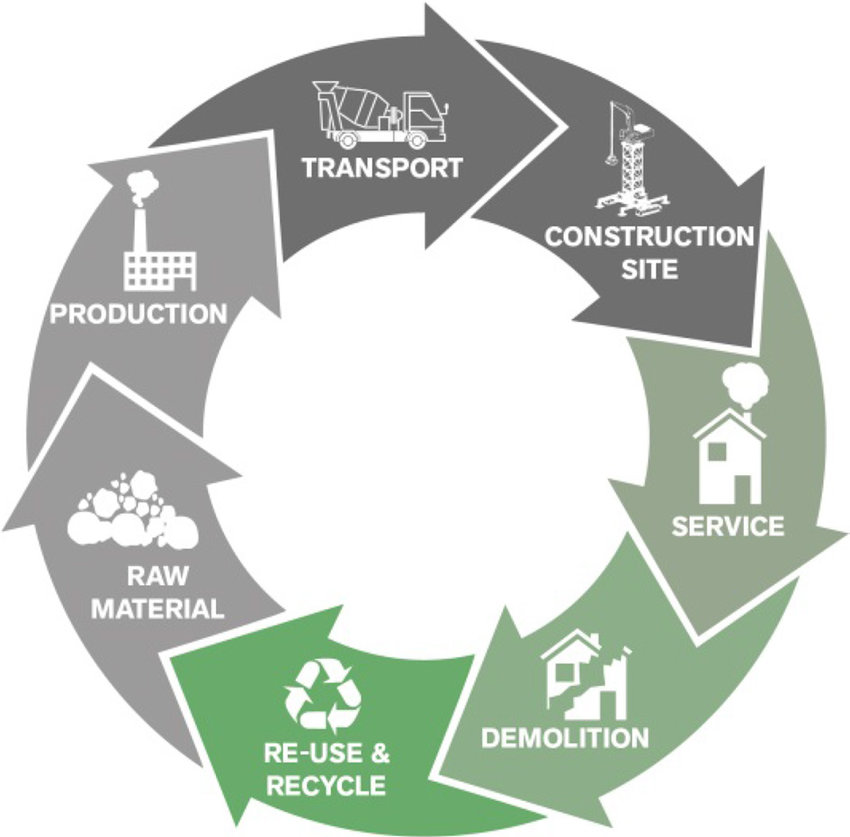 TRANSPORT
CONSTRUCTION
SITE
SERVICE
DEMOLITION
RE-USE &
RECYCLE
RAW
MATERIAL
PRODUCTION